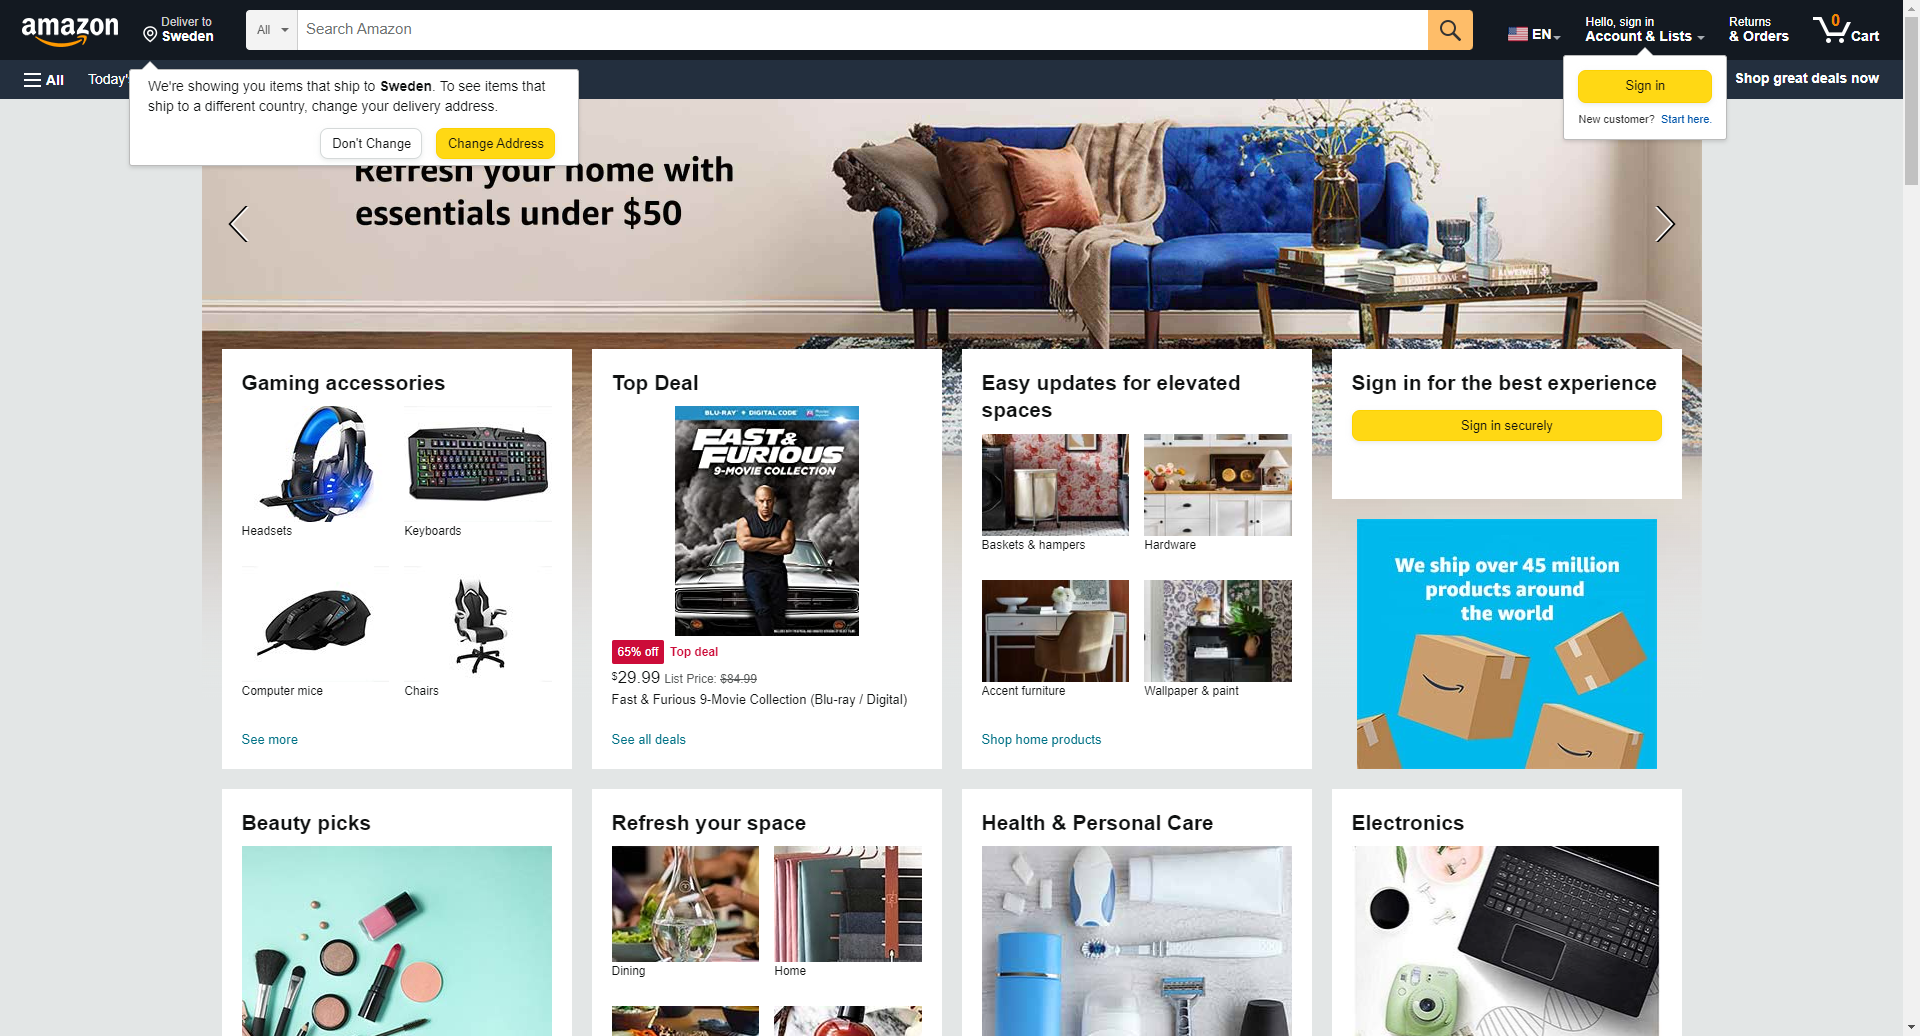 amazon
Deliver to
Sweden
All
Search Amazon
EN
Hello, sign in
Account & Lists
Returns
& Orders
0
Cart
All
Today'
Shop great deals now
We're showing you items that ship to Sweden. To see items that
ship to a different country, change your delivery address.
Don't Change
Change Address
Sign in
New customer? Start here.
Refresh your home with
essentials under $50
Gaming accessories
Headsets
Keyboards
Computer mice
Chairs
See more
Top Deal
BLU-RAY + DIGITAL CODE
FAST &
FURIOUS
9-MOVIE COLLECTION
65% off
Top deal
$29.99 List Price: $84.99
Fast & Furious 9-Movie Collection (Blu-ray / Digital)
See all deals
Easy updates for elevated
spaces
Baskets & hampers
Hardware
Accent furniture
Wallpaper & paint
Shop home products
Sign in for the best experience
Sign in securely
We ship over 45 million
products around
the world
Beauty picks
Refresh your space
Dining
Home
Health & Personal Care
Electronics